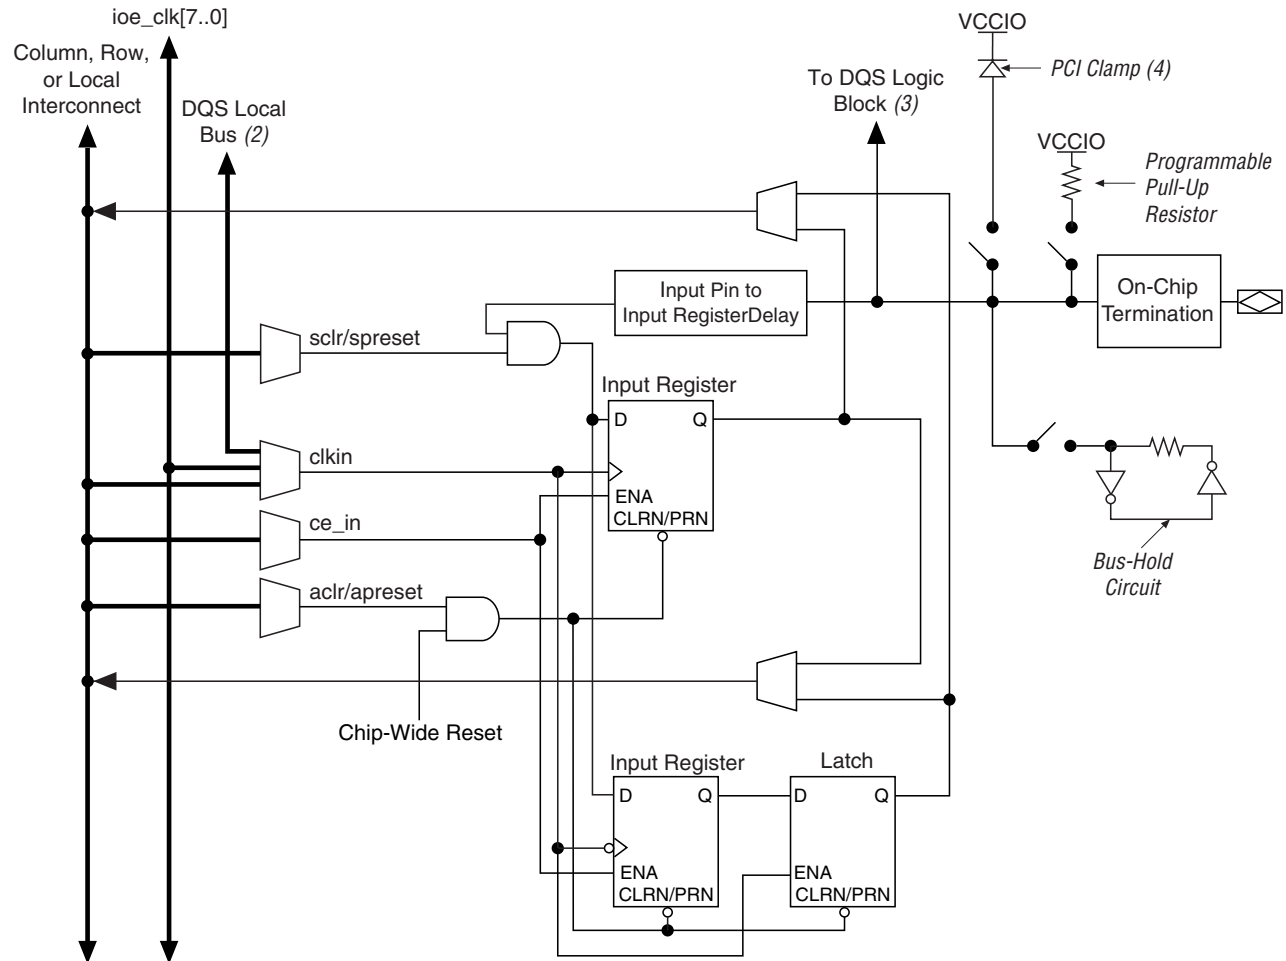 ioe_clk[7..0]
Column, Row,
or Local
Interconnect
DQS Local
Bus (2)
To DQS Logic
Block (3)
VCCIO
PCI Clamp (4)
VCCIO
Programmable
Pull-Up
Resistor
Input Pin to
Input RegisterDelay
On-Chip
Termination
sclr/spreset
Input Register
D
Q
clkin
ENA
CLRN/PRN
ce_in
aclr/apreset
Bus-Hold
Circuit
Chip-Wide Reset
Input Register
D
Q
ENA
CLRN/PRN
Latch
D
Q
ENA
CLRN/PRN